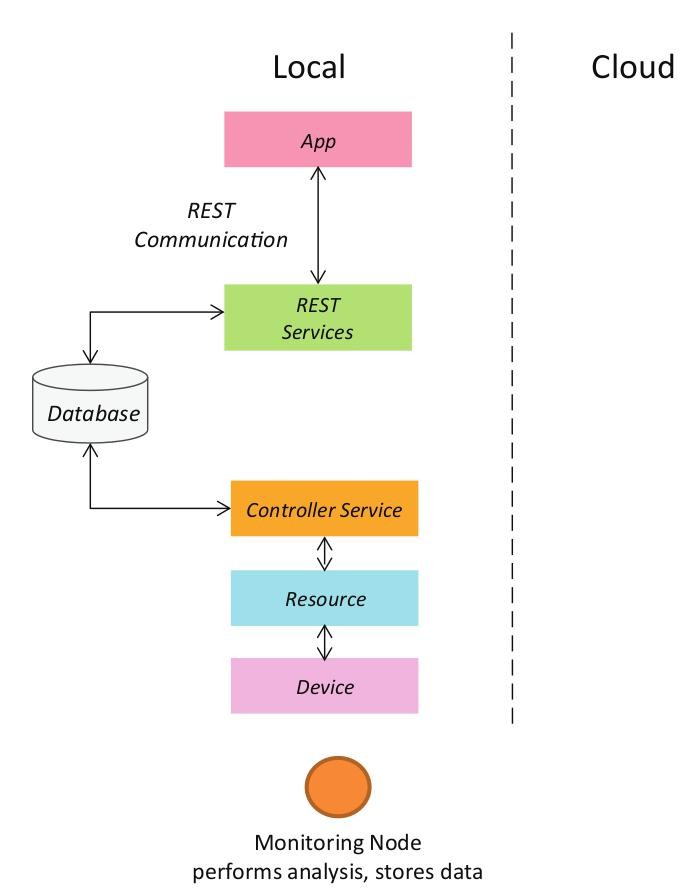 Local
Cloud
App
REST
Communication
REST
Services
Database
Controller Service
Resource
Device
Monitoring Node
performs analysis, stores data